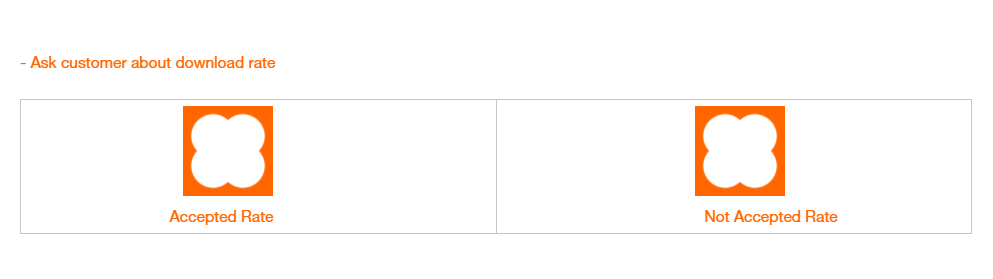 - Ask customer about download rate
Accepted Rate
Not Accepted Rate